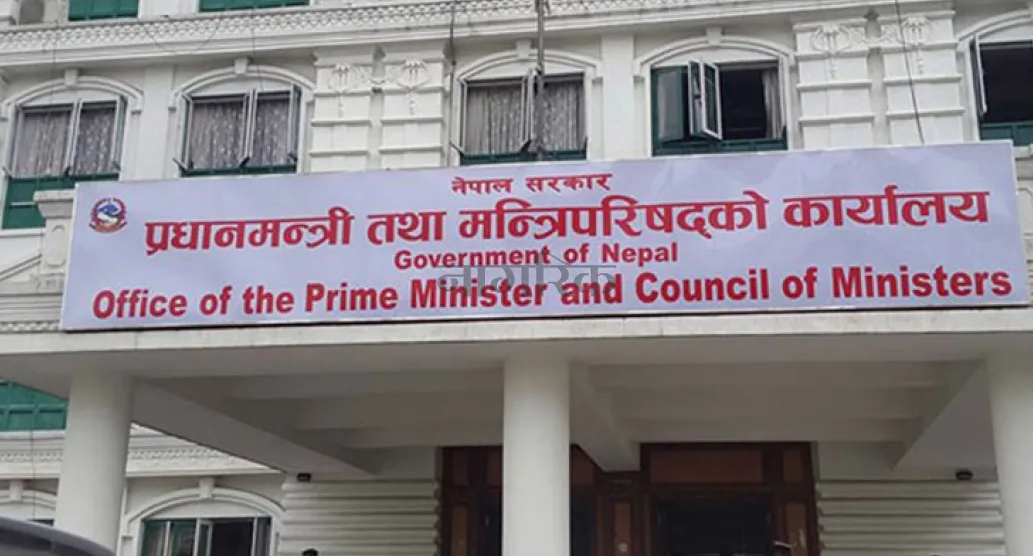 नेपाल सरकार
प्रधानमन्त्री तथा मन्त्रिपरिषद्को कार्यालय
Government of Nepal
नागरिक
Office of the Prime Minister and Council of Ministers